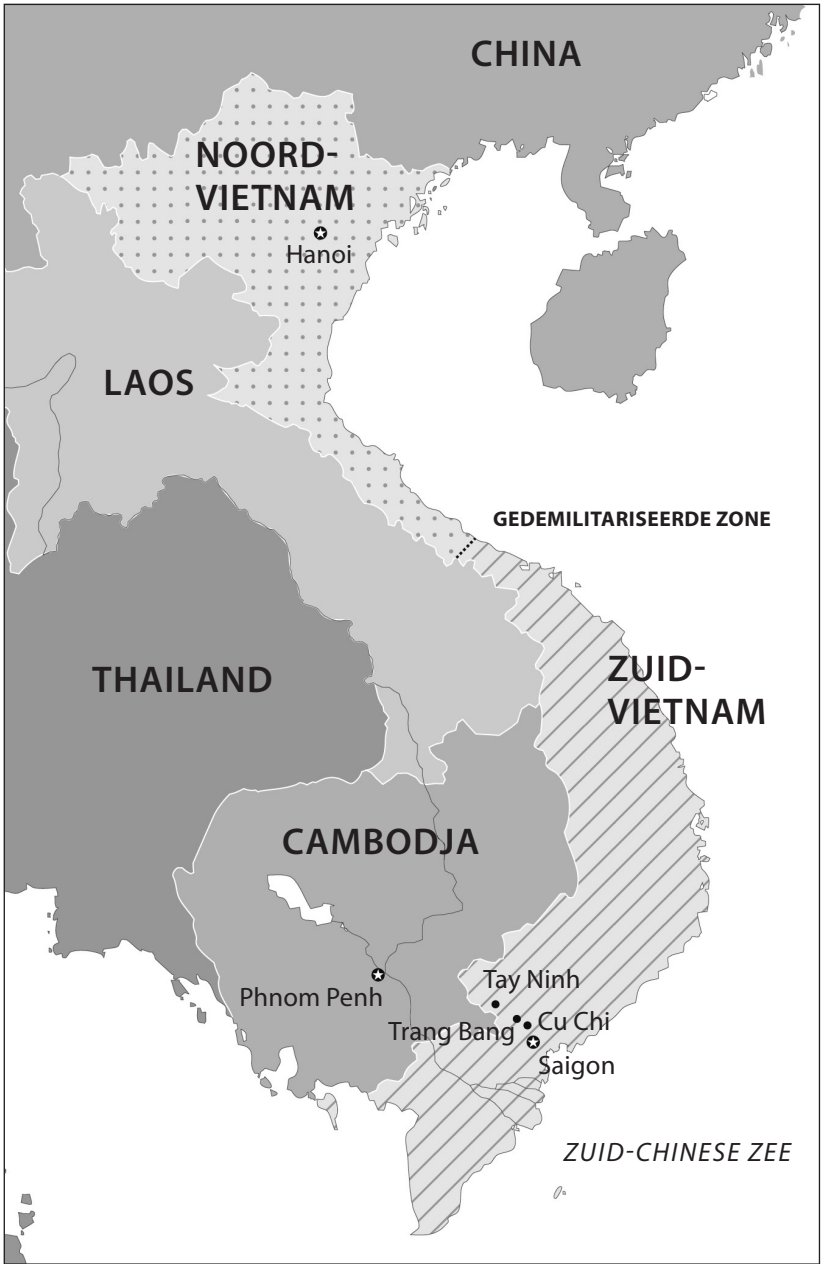 CHINA
NOORD-
VIETNAM
Hanoi
LAOS
GEDEMILITARISEERDE ZONE
THAILAND
ZUID-
VIETNAM
CAMBODJA
Phnom Penh
Tay Ninh
Trang Bang
Cu Chi
Saigon
ZUID-CHINESE ZEE